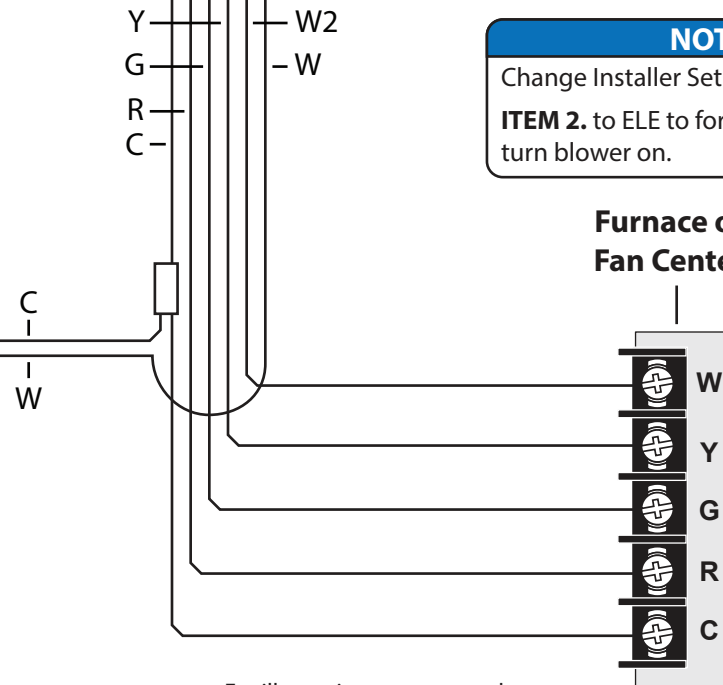 Y
W2
G
W
R
C
NOT
Change Installer Set
ITEM 2. to ELE to for
turn blower on.
Furnace o
Fan Cente
C
W
W
Y
G
R
C